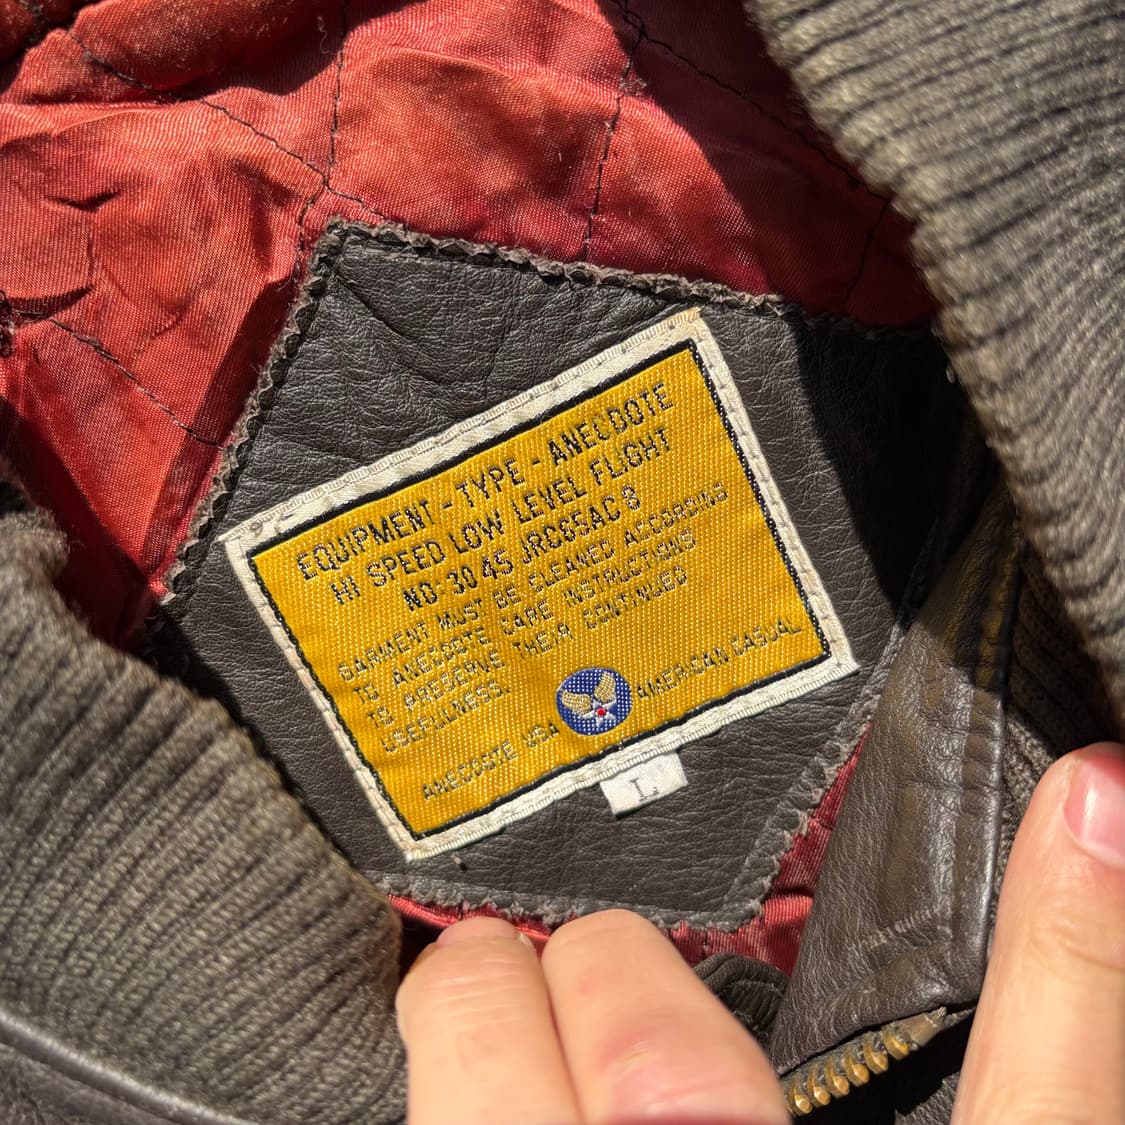 EQUIPMENT - TYPE - ANECDOTE
HI SPEED LOW LEVEL FLIGHT
NO: 30 45 JRC65AC 8
GARMENT MUST BE CLEANED ACCORDING
TO ANECDOTE CARE INSTRUCTIONS
TO PRESERVE THEIR CONTINUED
USEFULNESS.
ANECDOTE USA AMERICAN CASUAL
L